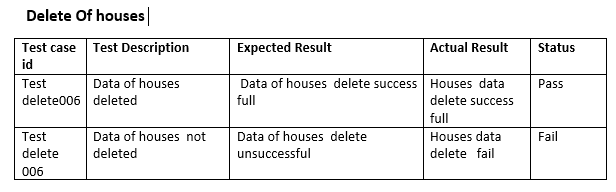 Delete Of houses
Test case id Test Description Expected Result Actual Result Status
Test delete006 Data of houses deleted Data of houses delete success full Houses data delete success full Pass
Test delete 006 Data of houses not deleted Data of houses delete unsuccessful Houses data delete fail Fail